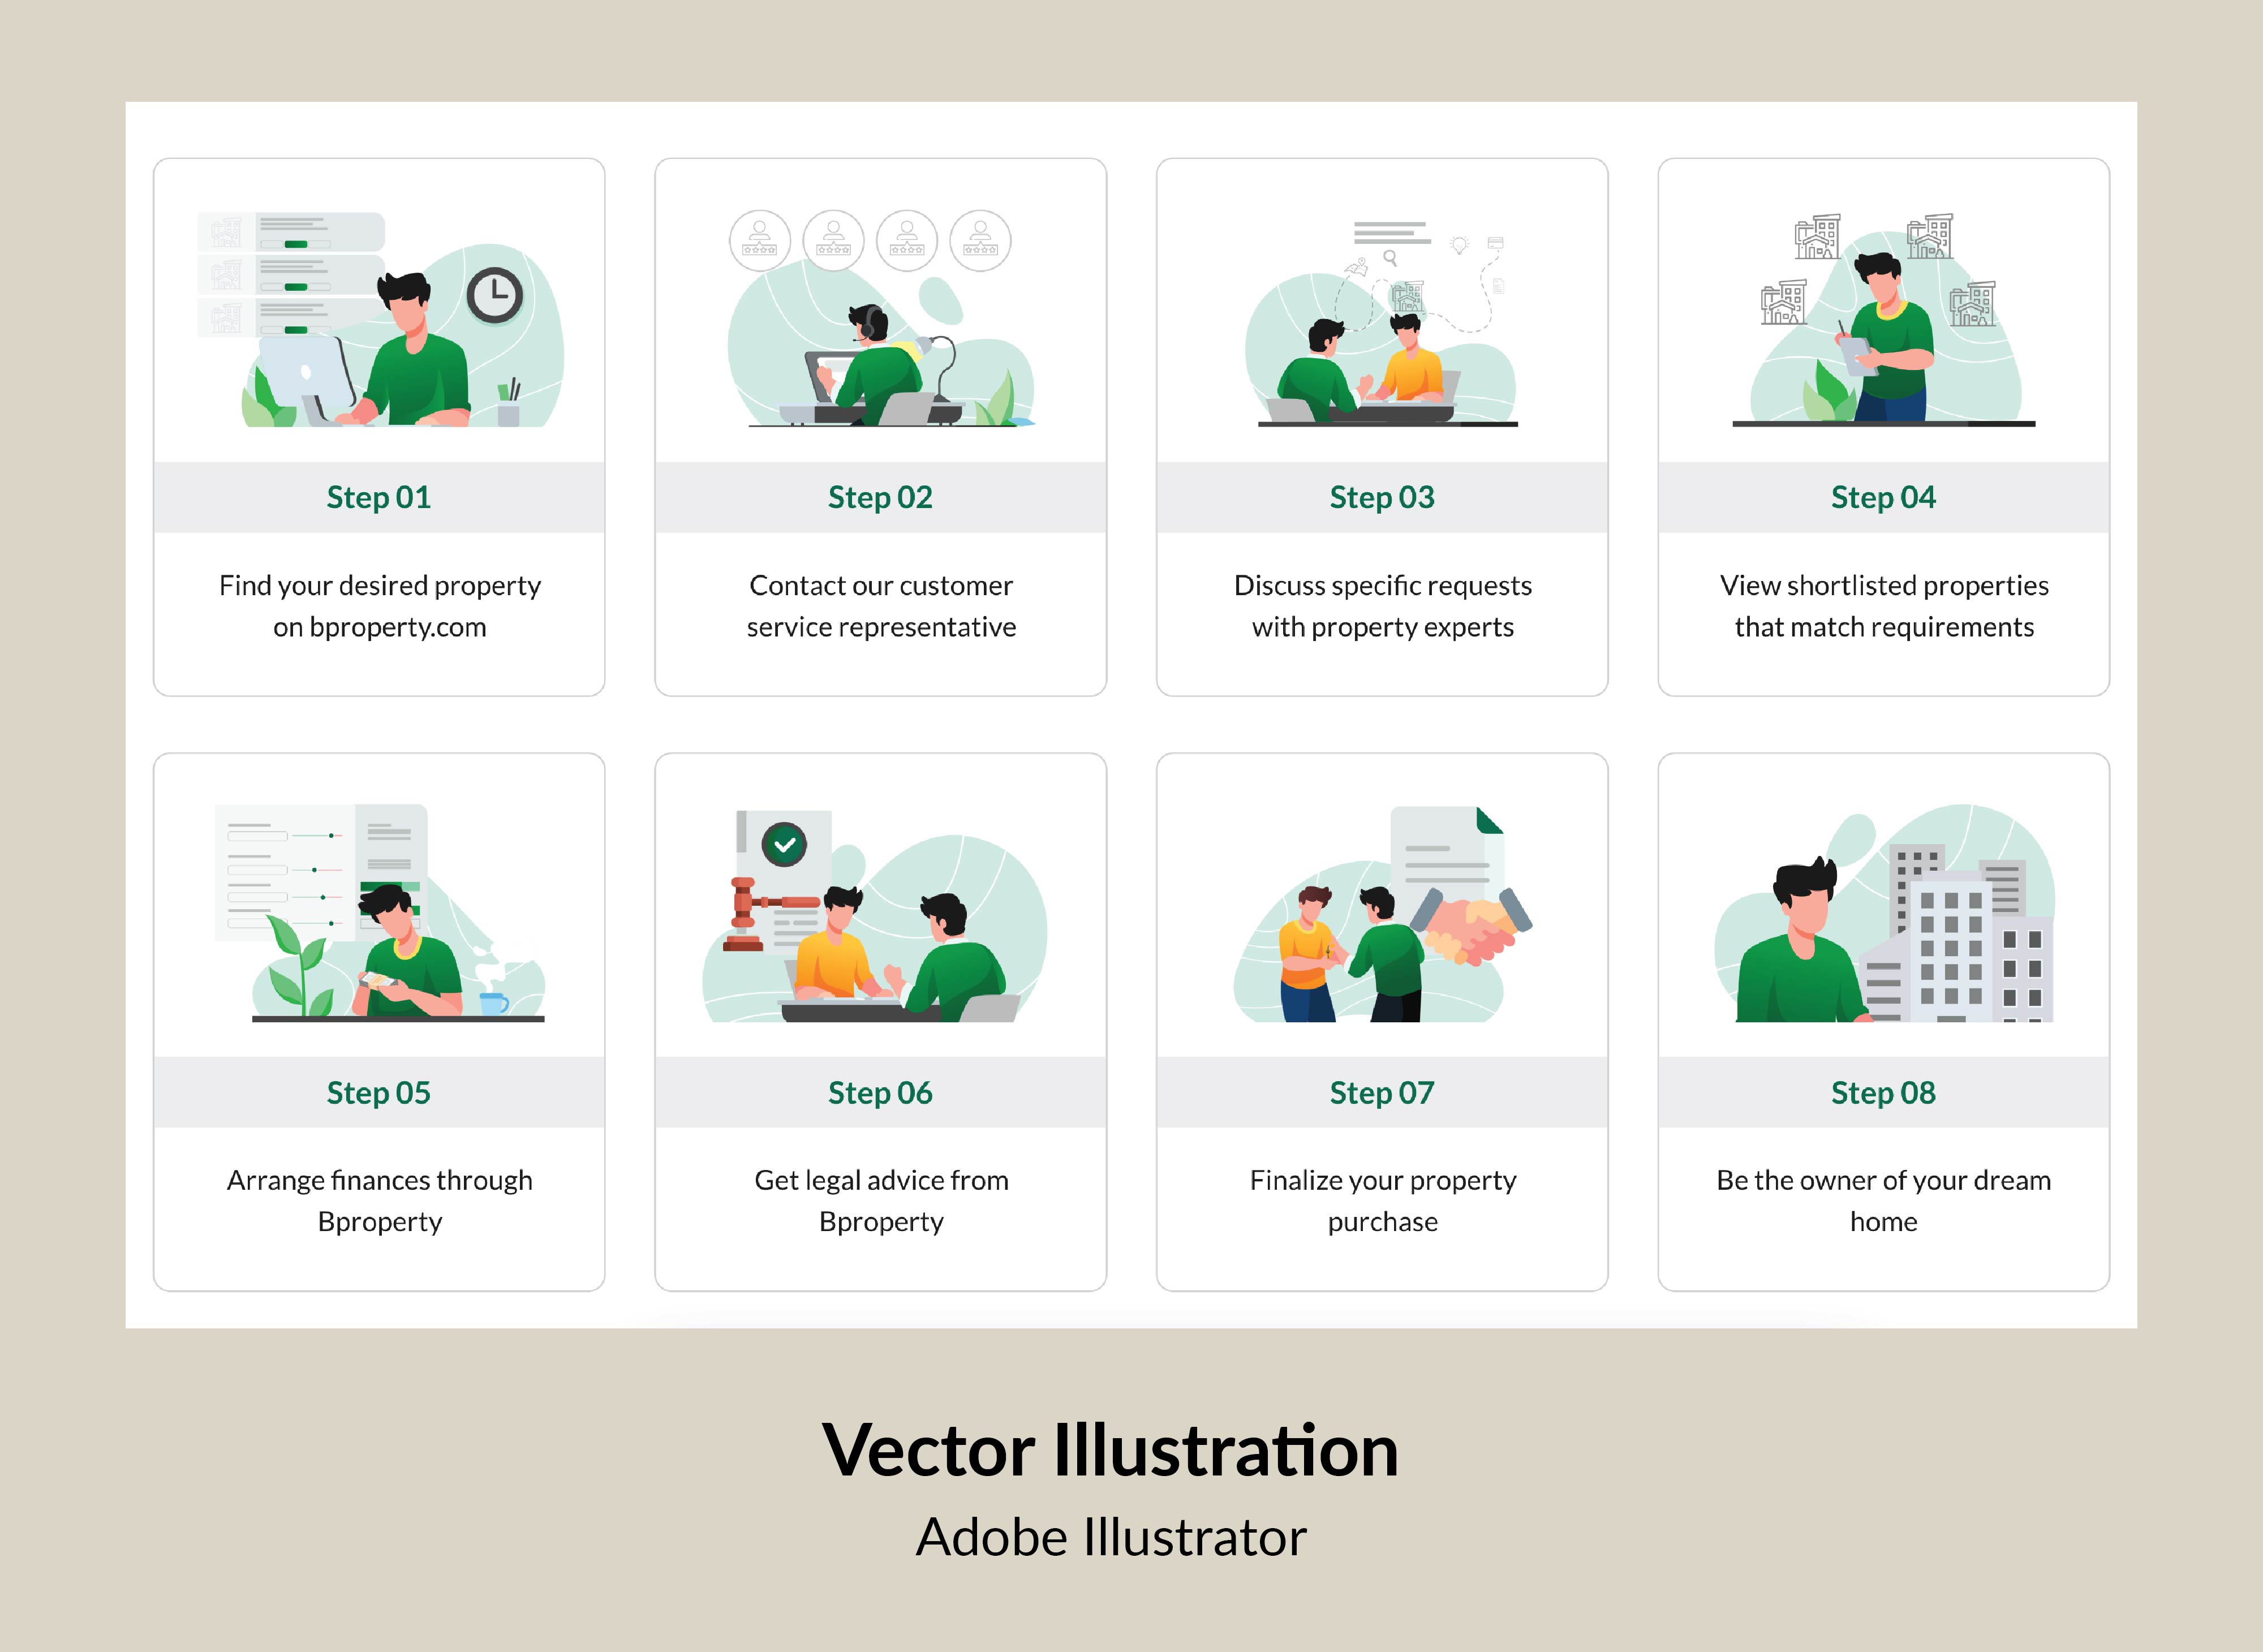 Step 01
Find your desired property
on bproperty.com
Step 02
Contact our customer
service representative
Step 03
Discuss specific requests
with property experts
Step 04
View shortlisted properties
that match requirements
Step 05
Arrange finances through
Bproperty
Step 06
Get legal advice from
Bproperty
Step 07
Finalize your property
purchase
Step 08
Be the owner of your dream
home
Vector Illustration
Adobe Illustrator